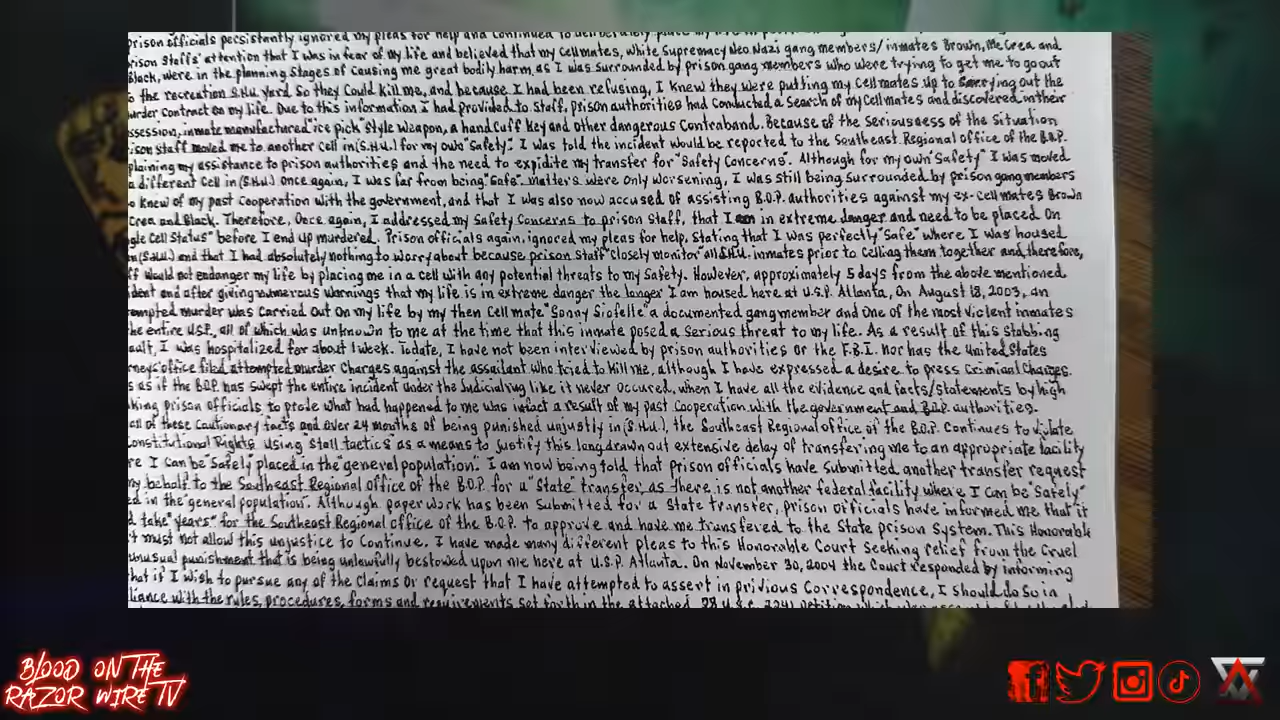 prison officials persistantly ignored my pleas for help and continued to deliberately place my life in
rison Staff's attention that I was in fear of my life and believed that my Cellmates, White Supremacy Neo Nazi gang members/inmates Brown, McCrea and
Black, were in the planning Stages of Causing me great bodily harm, as I was Surrounded by prison gang members who were trying to get me to go out
o the recreation S.H.U. yard So they Could kill me, and because I had been refusing, I knew they were putting my Cellmates up to Carrying out the
urder Contract on my life. Due to this information I had provided to Staff, prison authorities had conducted a Search of my cellmates and discovered in their
ssession, inmate manufactured "ice pick" Style weapon, a hand Cuff Key and other dangerous Contraband. Because of the Seriousness of the Situation
ison Staff moved me to another Cell in (S.H.U.) for my own "Safety". I was told the incident would be reported to the Southeast Regional office of the B.O.P.
plaining my assistance to prison authorities and the need to expidite my transfer for "Safety Concerns". Although for my own "Safety" I was moved
a different Cell in (S.H.U.) Once again, I was far from being "Safe". Matters were only worsening, I was still being Surrounded by prison gang members
o Knew of my past Cooperation with the government, and that I was also now accused of assisting B.O.P. authorities against my ex-cellmates Brown
Crea and Black. Therefore, Once again, I addressed my Safety Concerns to prison Staff, that I am in extreme danger and need to be placed On
gle Cell Status" before I end up murdered. Prison officials again, ignored my pleas for help, Stating that I was perfectly "Safe" where I was housed
n (S.H.U.) and that I had absolutely nothing to worry about because prison Staff "Closely monitor" all S.H.U. inmates prior to Celling them together and, therefore,
ff would not endanger my life by placing me in a cell with any potential threats to my Safety. However, approximately 5 days from the above mentioned
ident and after giving numerous warnings that my life is in extreme danger the longer I am housed here at U.S.P. Atlanta, On August 18, 2003, an
tempted murder was Carried Out On my life by my then Cell mate "Sonny Siofelle" a documented gang member and One of the most violent inmates
he entire U.S.P., all of which was unknown to me at the time that this inmate posed a Serious threat to my life. As a result of this Stabbing
ault, I was hospitalized for about 1 week. Todate, I have not been interviewed by prison authorities or the F.B.I. nor has the United States
rneys office filed attempted murder Charges against the assailant who tried to kill me, although I have expressed a desire to press Criminal Charges.
s as if the B.O.P. has swept the entire incident under the Judicial rug like it never Occured, when I have all the evidence and facts/Statements by high
king prison officials to prode what had happened to me was infact a result of my past Cooperation with the government and B.O.P. authorities.
all of these Cautionary facts and over 24 months of being punished unjustly in (S.H.U.), the Southeast Regional office of the B.O.P. Continues to violate
Constitutional Rights Using "Stall tactics" as a means to justify this long drawn out extensive delay of transfering me to an appropriate facility
re I Can be "Safely" placed in the "general population". I am now being told that prison officials have Submitted another transfer request
my behalf to the Southeast Regional office of the B.O.P. for a "State" transfer, as there is not another federal facility where I Can be "Safely"
ed in the "general population". Although paper work has been Submitted for a State transfer, prison Officials have informed me that it
d take "years" for the Southeast Regional office of the B.O.P. to approve and have me transfered to the State prison System. This Honorable
t must not allow this unjustice to Continue. I have made many different pleas to this Honorable Court Seeking relief from the Cruel
unusual punishment that is being unlawfully bestowed upon me here at U.S.P. Atlanta. On November 30, 2004 the Court responded by informing
hat if I wish to pursue any of the Claims Or request that I have attempted to assert in privious Correspondence, I should do So in
liance with the rules, procedures, forms and requirements set forth in the attached, 28 U.S.C. 2241 petition
BLOOD ON THE
RAZOR WIRE TV